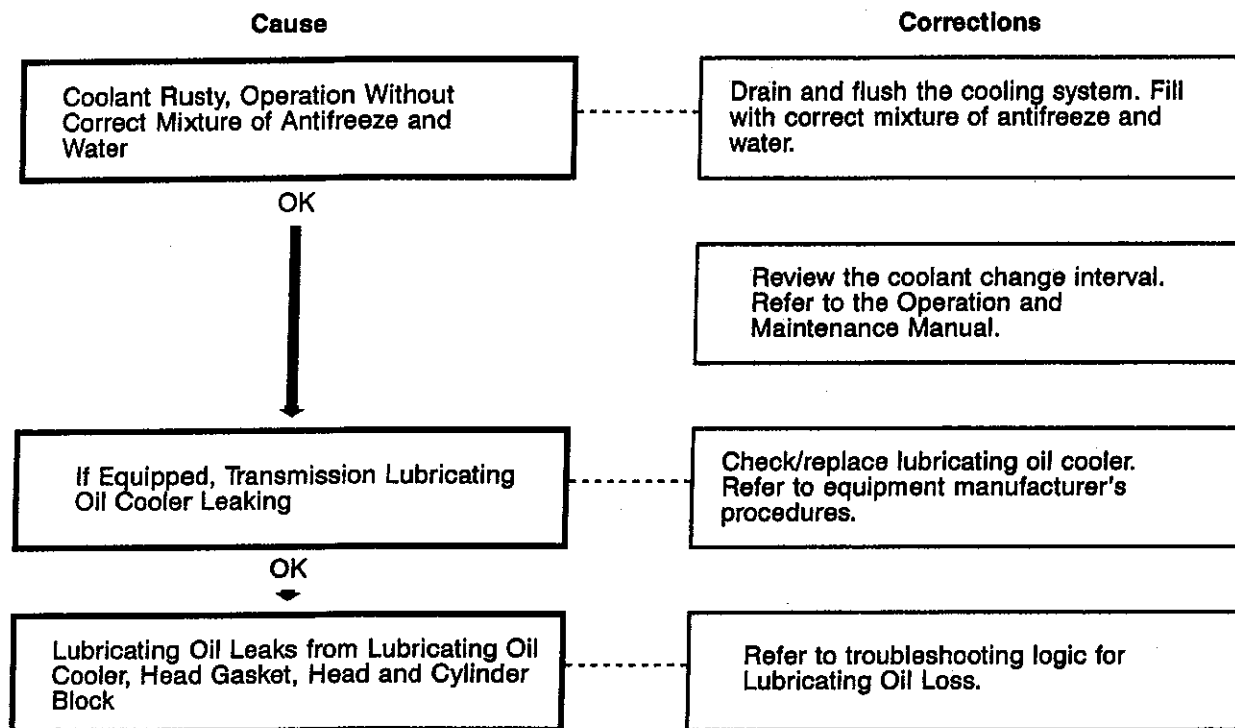 Cause
Corrections
Coolant Rusty, Operation Without
Correct Mixture of Antifreeze and
Water
Drain and flush the cooling system. Fill
with correct mixture of antifreeze and
water.
OK
Review the coolant change interval.
Refer to the Operation and
Maintenance Manual.
If Equipped, Transmission Lubricating
Oil Cooler Leaking
Check/replace lubricating oil cooler.
Refer to equipment manufacturer's
procedures.
OK
Lubricating Oil Leaks from Lubricating Oil
Cooler, Head Gasket, Head and Cylinder
Block
Refer to troubleshooting logic for
Lubricating Oil Loss.